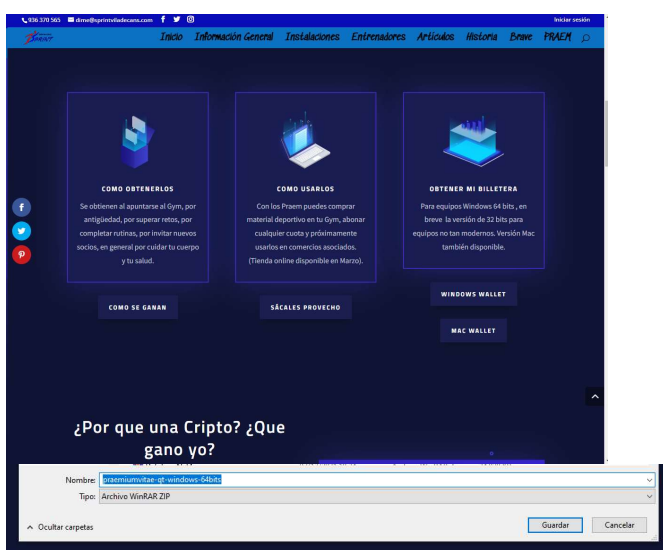 936 370 565 dime@sprintviladecans.com Iniciar sesión
Sprint Inicio Información General Instalaciones Entrenadores Artículos Historia Brave PRAEM
COMO OBTENERLOS
Se obtienen al apuntarse al Gym, por
antigüedad, por superar retos, por
completar rutinas, por invitar nuevos
socios, en general por cuidar tu cuerpo
y tu salud.
COMO SE GANAN
COMO USARLOS
Con los Praem puedes comprar
material deportivo en tu Gym, abonar
cualquier cuota y próximamente
usarlos en comercios asociados.
(Tienda online disponible en Marzo).
SÁCALES PROVECHO
OBTENER MI BILLETERA
Para equipos Windows 64 bits , en
breve la versión de 32 bits para
equipos no tan modernos. Versión Mac
también disponible.
WINDOWS WALLET
MAC WALLET
¿Por que una Cripto? ¿Que
gano yo?
Nombre: praemiumvitae-qt-windows-64bits
Tipo: Archivo WinRAR ZIP
Ocultar carpetas Guardar Cancelar